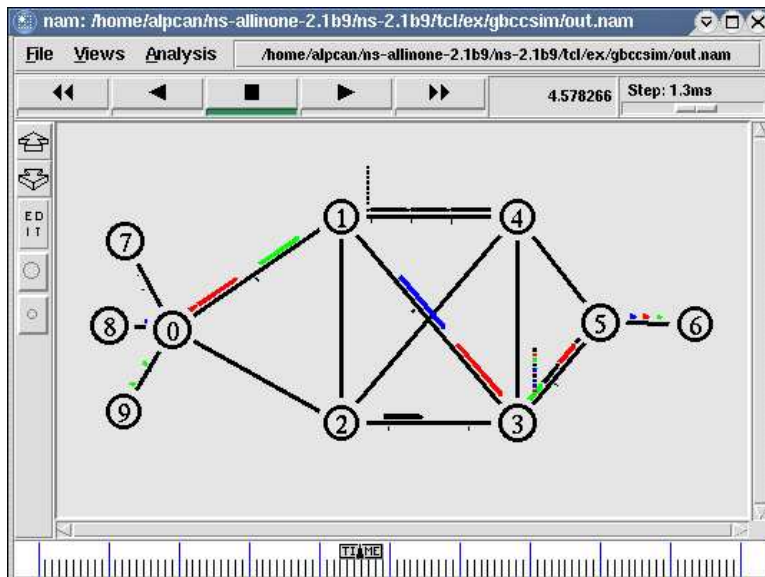 nam: /home/alpcan/ns-allinone-2.1b9/ns-2.1b9/tcl/ex/gbccsim/out.nam
File Views Analysis /home/alpcan/ns-allinone-2.1b9/ns-2.1b9/tcl/ex/gbccsim/out.nam
4.578266 Step: 1.3ms
E D
I T
1
4
7
8
0
5
6
9
2
3
TIME